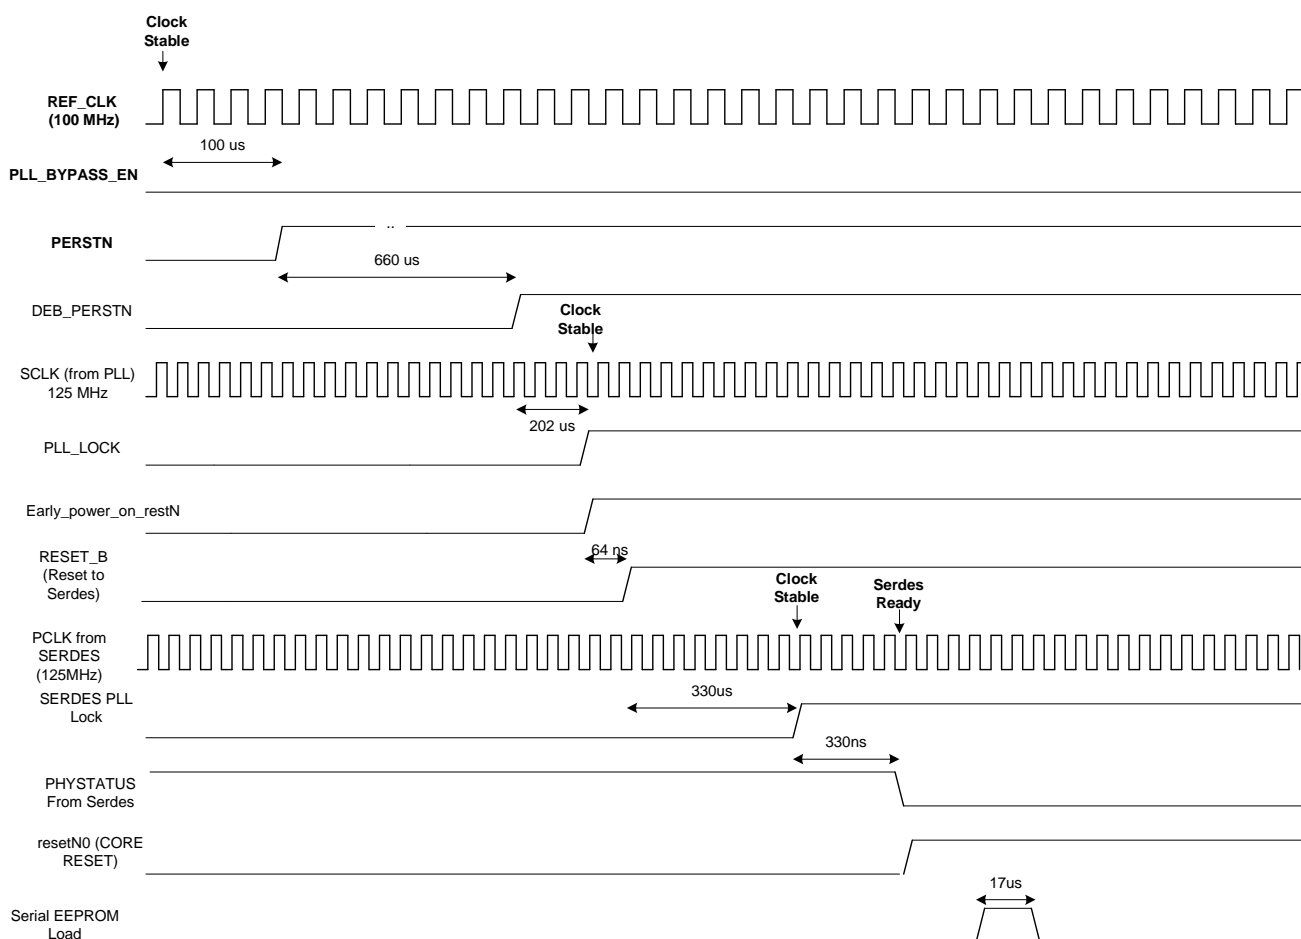 Clock
Stable
REF_CLK
(100 MHz)
100 us
PLL_BYPASS_EN
PERSTN
..
660 us
DEB_PERSTN
Clock
Stable
SCLK (from PLL)
125 MHz
202 us
PLL_LOCK
Early_power_on_restN
64 ns
RESET_B
(Reset to
Serdes)
Clock
Stable
Serdes
Ready
PCLK from
SERDES
(125MHz)
330us
SERDES PLL
Lock
330ns
PHYSTATUS
From Serdes
resetN0 (CORE
RESET)
17us
Serial EEPROM
Load